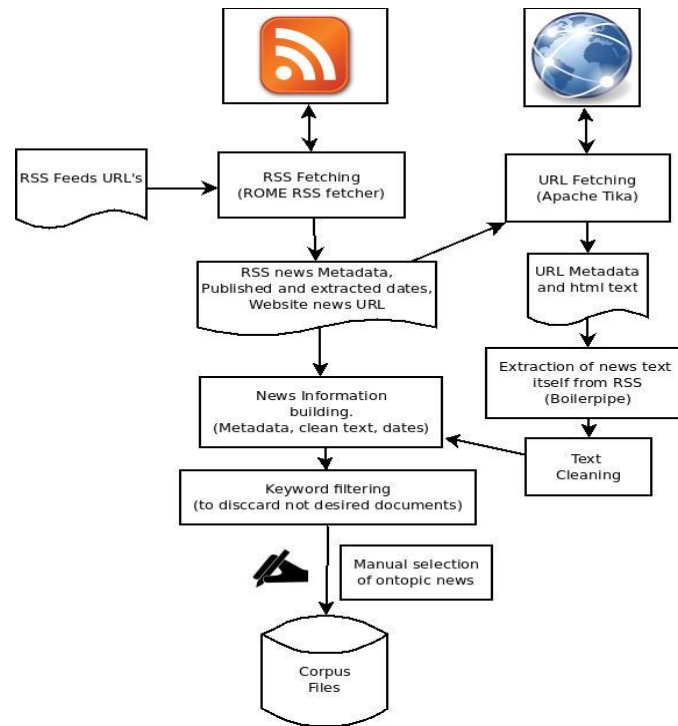 RSS Feeds URL's
RSS Fetching
(ROME RSS fetcher)
URL Fetching
(Apache Tika)
RSS news Metadata,
Published and extracted dates,
Website news URL
URL Metadata
and html text
Extraction of news text
itself from RSS
(Boilerpipe)
News Information
building.
(Metadata, clean text, dates)
Text
Cleaning
Keyword filtering
(to disccard not desired documents)
Manual selection
of ontopic news
Corpus
Files